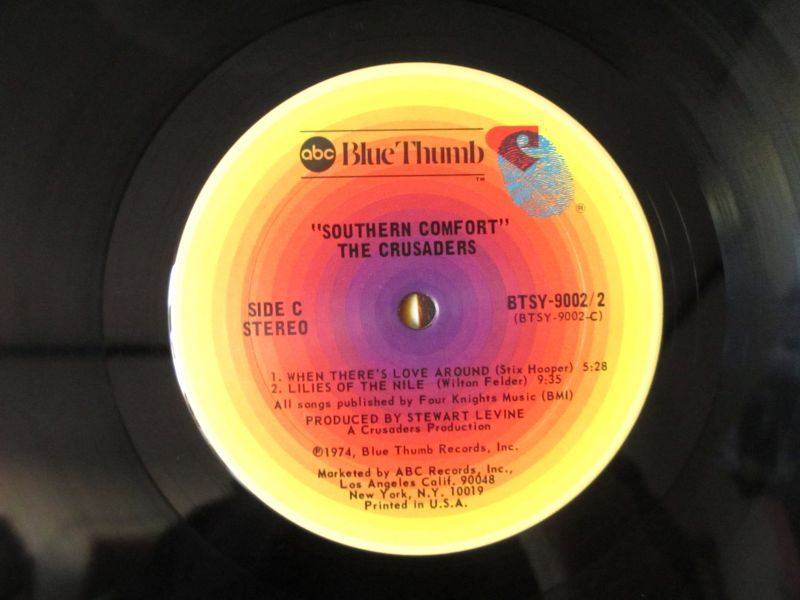 abc Blue Thumb ™
®
"SOUTHERN COMFORT"
THE CRUSADERS
SIDE C
STEREO
BTSY-9002/2
(BTSY-9002-C)
1. WHEN THERE'S LOVE AROUND (Stix Hooper) 5:28
2. LILIES OF THE NILE (Wilton Felder) 9:35
All songs published by Four Knights Music (BMI)
PRODUCED BY STEWART LEVINE
A Crusaders Production
℗1974, Blue Thumb Records, Inc.
Marketed by ABC Records, Inc.,
Los Angeles Calif. 90048
New York, N.Y. 10019
Printed in U.S.A.